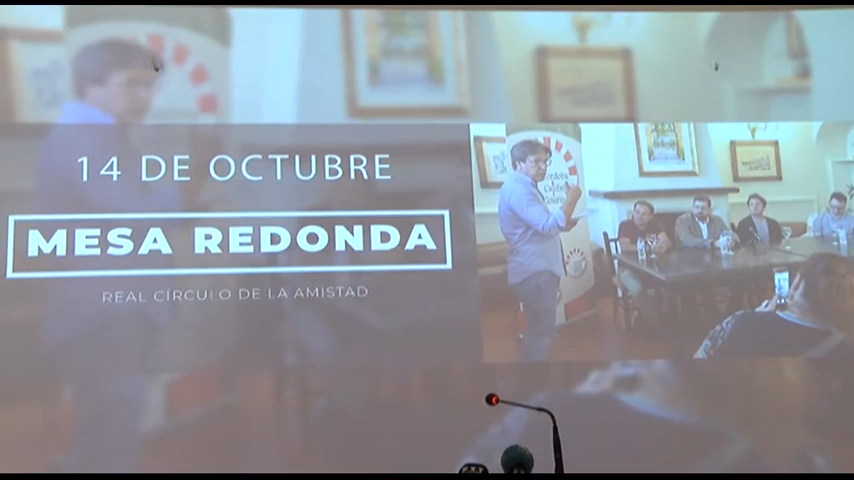 14 DE OCTUBRE
MESA REDONDA
REAL CÍRCULO DE LA AMISTAD